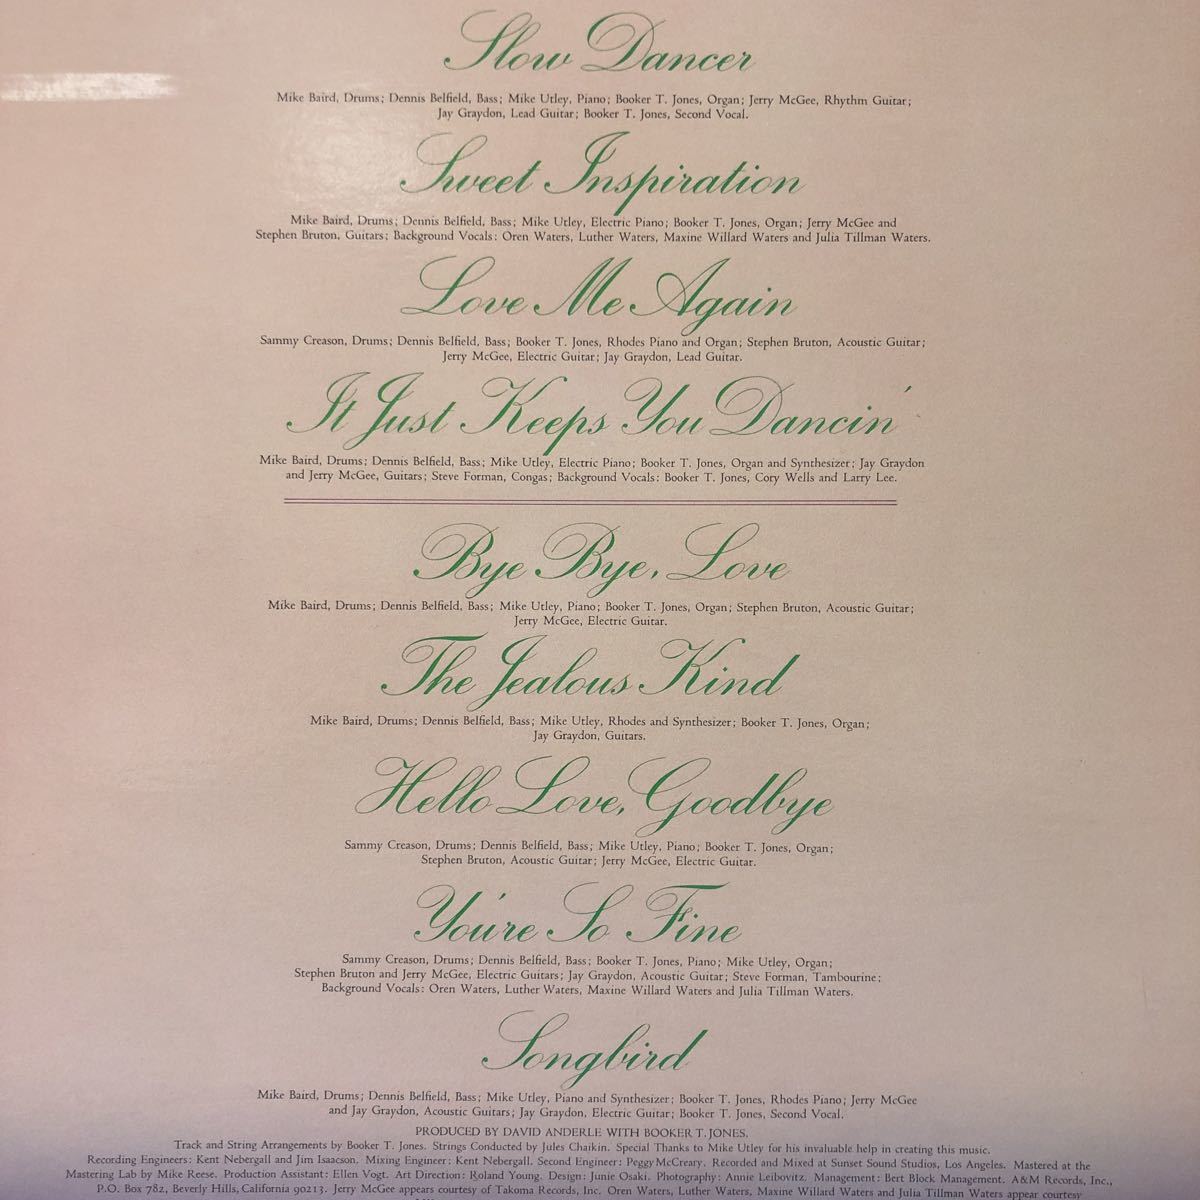 Slow Dancer
Mike Baird, Drums; Dennis Belfield, Bass; Mike Utley, Piano; Booker T. Jones, Organ; Jerry McGee, Rhythm Guitar;
Jay Graydon, Lead Guitar; Booker T. Jones, Second Vocal.
Sweet Inspiration
Mike Baird, Drums; Dennis Belfield, Bass; Mike Utley, Electric Piano; Booker T. Jones, Organ; Jerry McGee and
Stephen Bruton, Guitars; Background Vocals: Oren Waters, Luther Waters, Maxine Willard Waters and Julia Tillman Waters.
Love Me Again
Sammy Creason, Drums; Dennis Belfield, Bass; Booker T. Jones, Rhodes Piano and Organ; Stephen Bruton, Acoustic Guitar;
Jerry McGee, Electric Guitar; Jay Graydon, Lead Guitar.
It Just Keeps You Dancin'
Mike Baird, Drums; Dennis Belfield, Bass; Mike Utley, Electric Piano; Booker T. Jones, Organ and Synthesizer; Jay Graydon
and Jerry McGee, Guitars; Steve Forman, Congas; Background Vocals: Booker T. Jones, Cory Wells and Larry Lee.
Bye Bye, Love
Mike Baird, Drums; Dennis Belfield, Bass; Mike Utley, Piano; Booker T. Jones, Organ; Stephen Bruton, Acoustic Guitar;
Jerry McGee, Electric Guitar.
The Jealous Kind
Mike Baird, Drums; Dennis Belfield, Bass; Mike Utley, Rhodes and Synthesizer; Booker T. Jones, Organ;
Jay Graydon, Guitars.
Hello Love, Goodbye
Sammy Creason, Drums; Dennis Belfield, Bass; Mike Utley, Piano; Booker T. Jones, Organ;
Stephen Bruton, Acoustic Guitar; Jerry McGee, Electric Guitar.
You're So Fine
Sammy Creason, Drums; Dennis Belfield, Bass; Booker T. Jones, Piano; Mike Utley, Organ;
Stephen Bruton and Jerry McGee, Electric Guitars; Jay Graydon, Acoustic Guitar; Steve Forman, Tambourine;
Background Vocals: Oren Waters, Luther Waters, Maxine Willard Waters and Julia Tillman Waters.
Songbird
Mike Baird, Drums; Dennis Belfield, Bass; Mike Utley, Piano and Synthesizer; Booker T. Jones, Rhodes Piano; Jerry McGee
and Jay Graydon, Acoustic Guitars; Jay Graydon, Electric Guitar; Booker T. Jones, Second Vocal.
PRODUCED BY DAVID ANDERLE WITH BOOKER T. JONES.
Track and String Arrangements by Booker T. Jones. Strings Conducted by Jules Chaikin. Special Thanks to Mike Utley for his invaluable help in creating this music.
Recording Engineers: Kent Nebergall and Jim Isaacson. Mixing Engineer: Kent Nebergall. Second Engineer: Peggy McCreary. Recorded and Mixed at Sunset Sound Studios, Los Angeles. Mastered at the
Mastering Lab by Mike Reese. Production Assistant: Ellen Vogt. Art Direction: Roland Young. Design: Junie Osaki. Photography: Annie Leibovitz. Management: Bert Block Management. A&M Records, Inc.,
P.O. Box 782, Beverly Hills, California 90213. Jerry McGee appears courtesy of Takoma Records, Inc. Oren Waters, Luther Waters, Maxine Willard Waters and Julia Tillman Waters appear courtesy